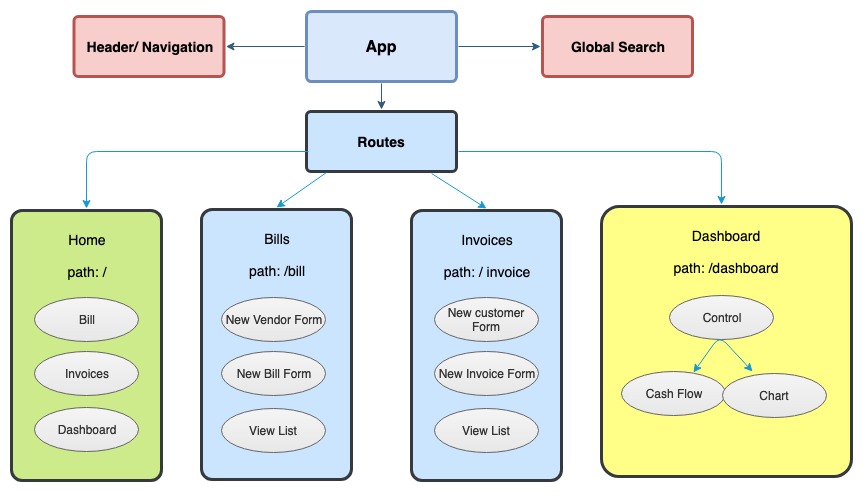 Header/ Navigation
App
Global Search
Routes
Home
path: /
Bill
Invoices
Dashboard
Bills
path: /bill
New Vendor Form
New Bill Form
View List
Invoices
path: / invoice
New customer
Form
New Invoice Form
View List
Dashboard
path: /dashboard
Control
Cash Flow
Chart